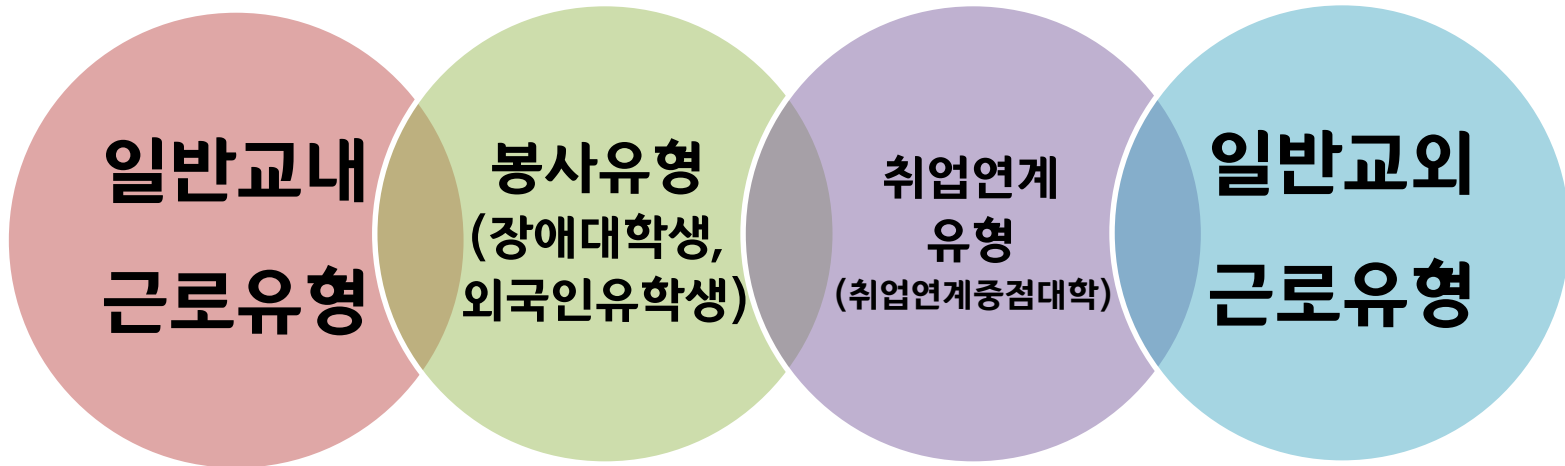 일반교내
근로유형
봉사유형
(장애대학생,
외국인유학생)
취업연계
유형
(취업연계중점대학)
일반교외
근로유형